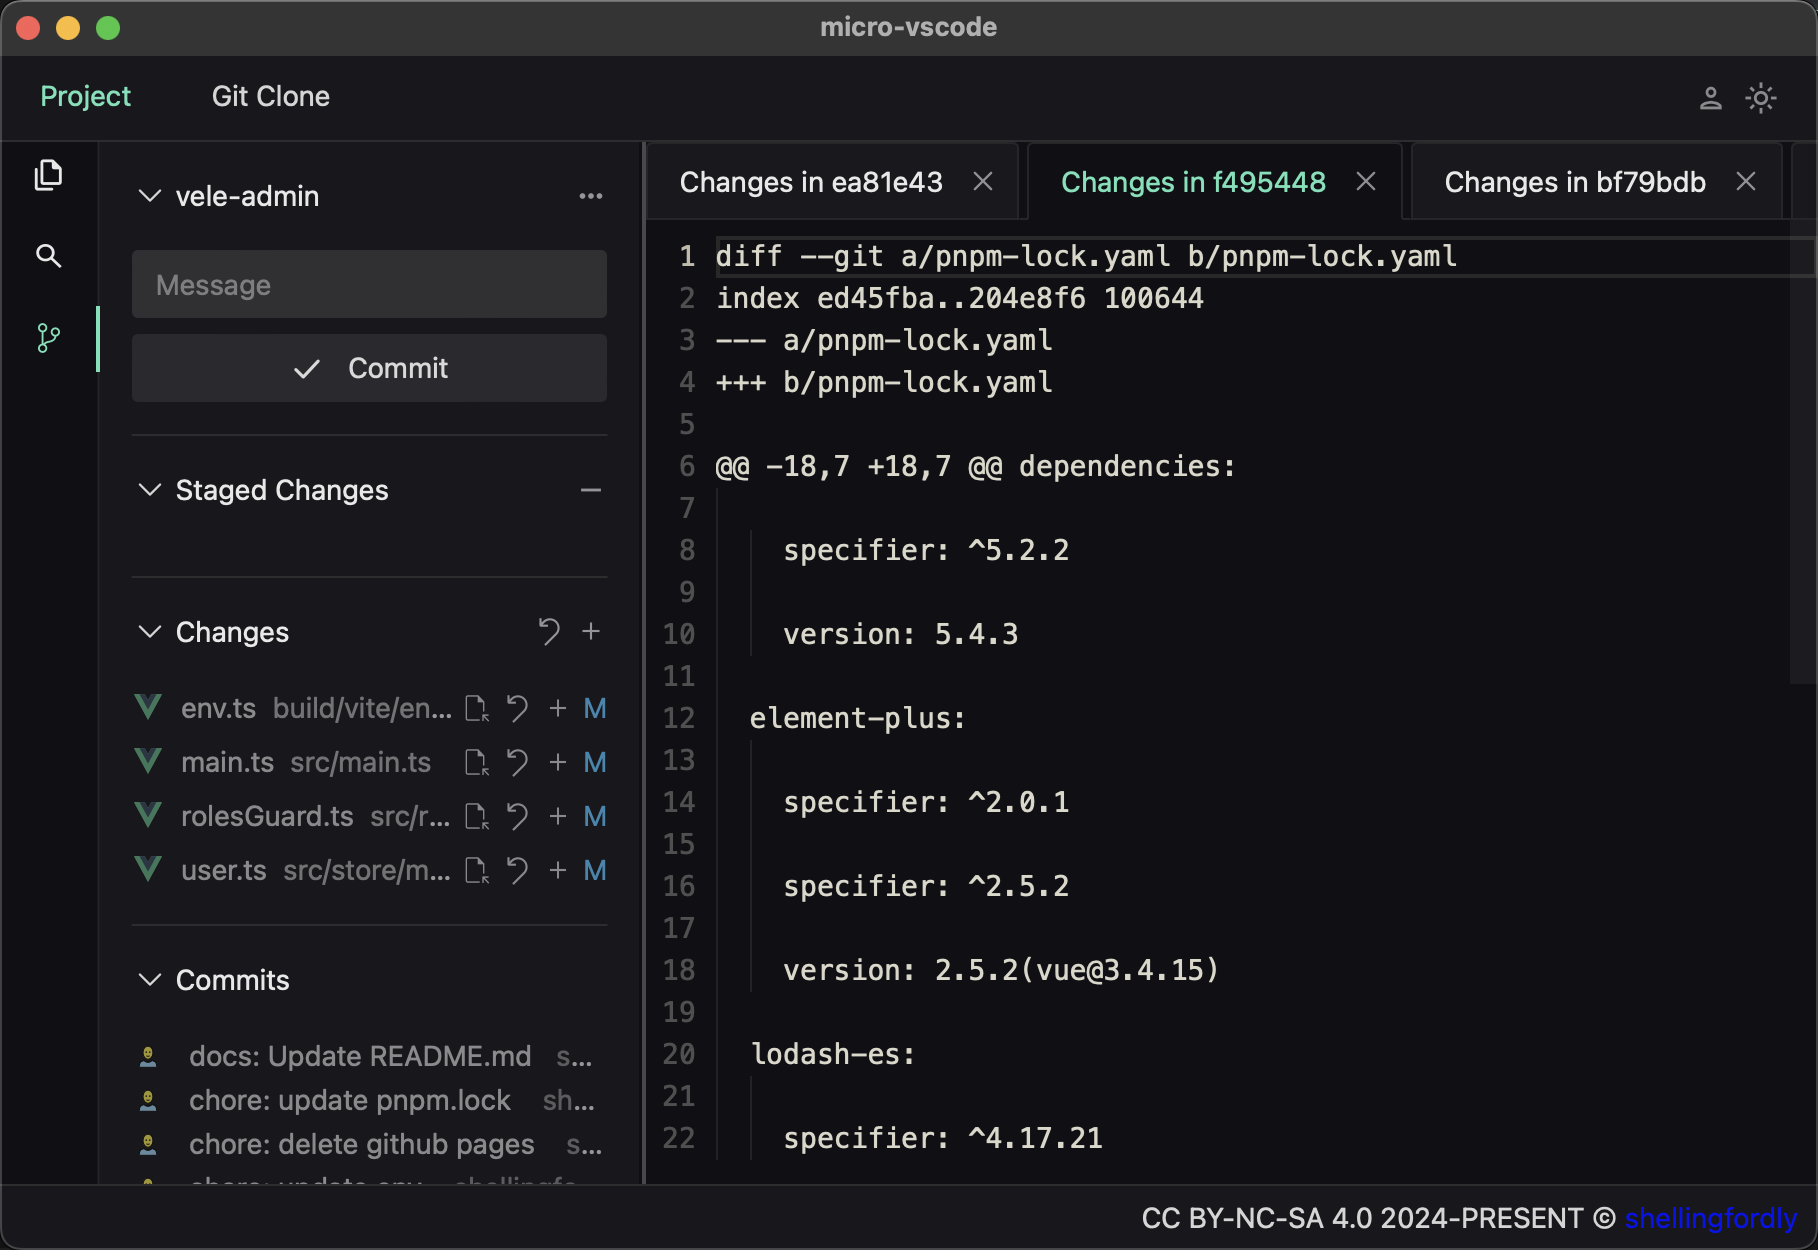 micro-vscode
Project Git Clone
vele-admin
Message
Commit
Staged Changes
Changes
env.ts build/vite/en... M
main.ts src/main.ts M
rolesGuard.ts src/r... M
user.ts src/store/m... M
Commits
docs: Update README.md s...
chore: update pnpm.lock sh...
chore: delete github pages s...
Changes in ea81e43 Changes in f495448 Changes in bf79bdb
1 diff --git a/pnpm-lock.yaml b/pnpm-lock.yaml
2 index ed45fba..204e8f6 100644
3 --- a/pnpm-lock.yaml
4 +++ b/pnpm-lock.yaml
5
6 @@ -18,7 +18,7 @@ dependencies:
7
8 specifier: ^5.2.2
9
10 version: 5.4.3
11
12 element-plus:
13
14 specifier: ^2.0.1
15
16 specifier: ^2.5.2
17
18 version: 2.5.2(vue@3.4.15)
19
20 lodash-es:
21
22 specifier: ^4.17.21
CC BY-NC-SA 4.0 2024-PRESENT © shellingfordly